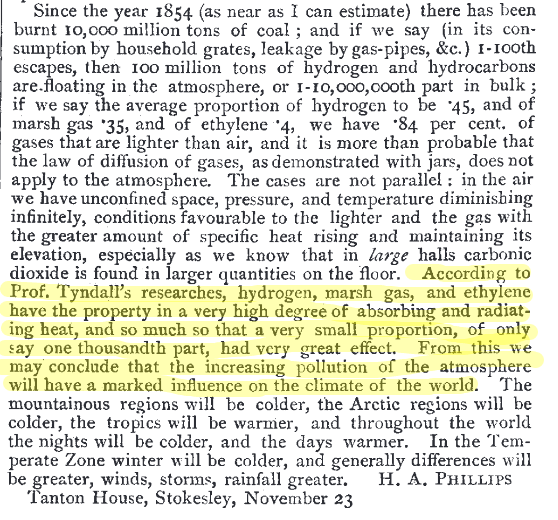 Since the year 1854 (as near as I can estimate) there has been
burnt 10,000 million tons of coal ; and if we say (in its con-
sumption by household grates, leakage by gas-pipes, &c.) 1-100th
escapes, then 100 million tons of hydrogen and hydrocarbons
are.floating in the atmosphere, or 1-10,000,000th part in bulk ;
if we say the average proportion of hydrogen to be ·45, and of
marsh gas ·35, and of ethylene ·4, we have ·84 per cent. of
gases that are lighter than air, and it is more than probable that
the law of diffusion of gases, as demonstrated with jars, does not
apply to the atmosphere. The cases are not parallel : in the air
we have unconfined space, pressure, and temperature diminishing
infinitely, conditions favourable to the lighter and the gas with
the greater amount of specific heat rising and maintaining its
elevation, especially as we know that in large halls carbonic
dioxide is found in larger quantities on the floor. According to
Prof. Tyndall's researches, hydrogen, marsh gas, and ethylene
have the property in a very high degree of absorbing and radiat-
ing heat, and so much so that a very small proportion, of only
say one thousandth part, had very great effect. From this we
may conclude that the increasing pollution of the atmosphere
will have a marked influence on the climate of the world. The
mountainous regions will be colder, the Arctic regions will be
colder, the tropics will be warmer, and throughout the world
the nights will be colder, and the days warmer. In the Tem-
perate Zone winter will be colder, and generally differences will
be greater, winds, storms, rainfall greater. H. A. PHILLIPS
Tanton House, Stokesley, November 23